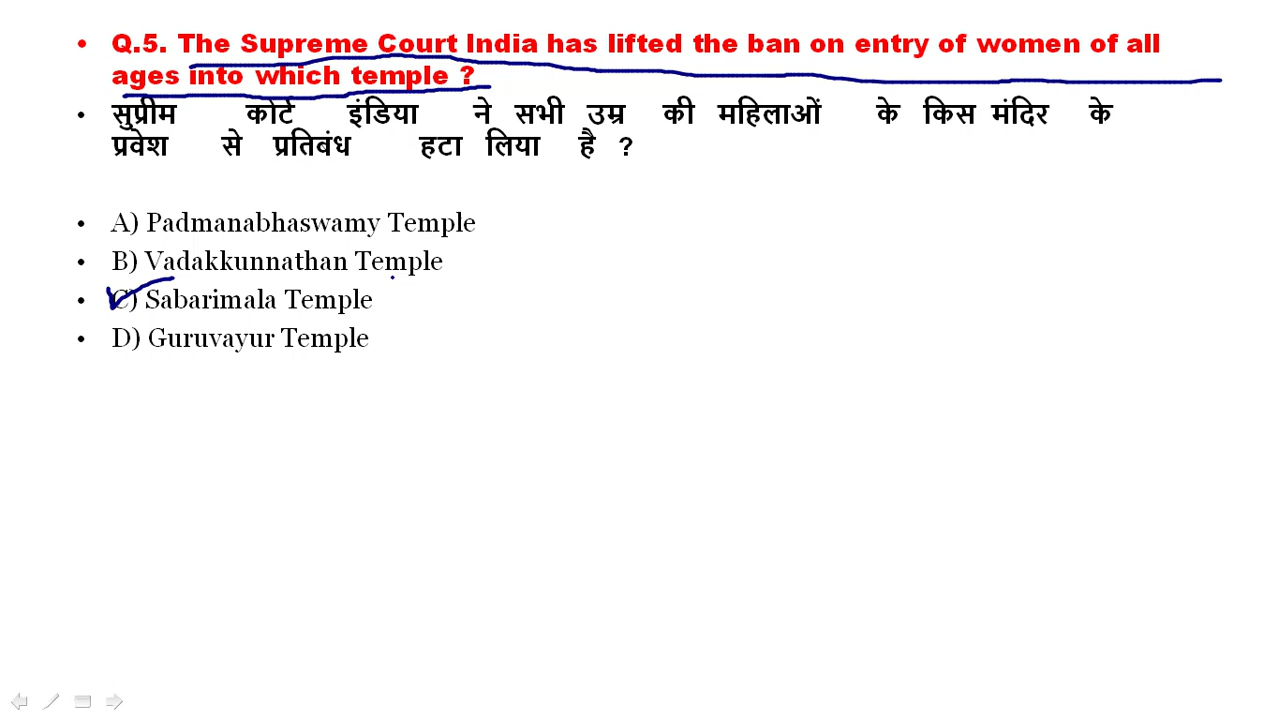 • Q.5. The Supreme Court India has lifted the ban on entry of women of all
ages into which temple ?
• सुप्रीम कोर्ट इंडिया ने सभी उम्र की महिलाओं के किस मंदिर के
प्रवेश से प्रतिबंध हटा लिया है ?
• A) Padmanabhaswamy Temple
• B) Vadakkunnathan Temple
• C) Sabarimala Temple
• D) Guruvayur Temple